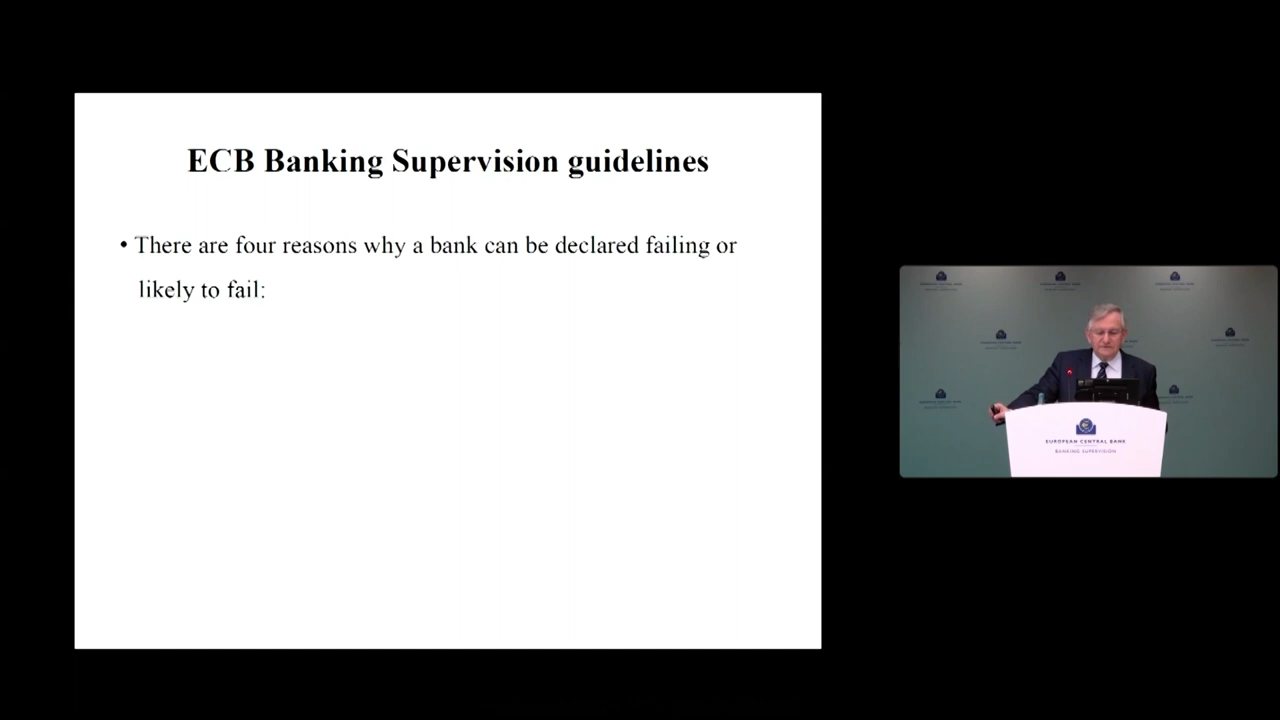 ECB Banking Supervision guidelines
• There are four reasons why a bank can be declared failing or
likely to fail:
EUROPEAN CENTRAL BANK
BANKING SUPERVISION